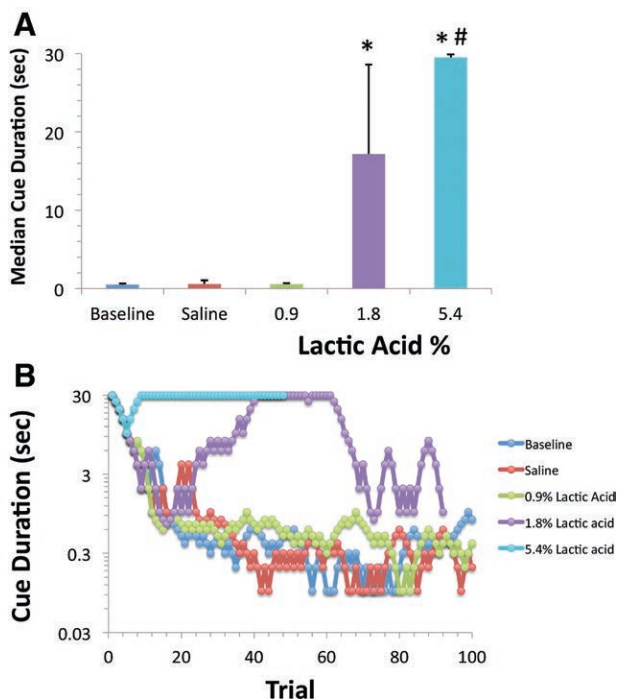 A
Median Cue Duration (sec)
30
20
10
0
* 
* #
Baseline Saline 0.9 1.8 5.4
Lactic Acid %
B
Cue Duration (sec)
30
3
0.3
0.03
0 20 40 60 80 100
Trial
Baseline
Saline
0.9% Lactic Acid
1.8% Lactic acid
5.4% Lactic acid